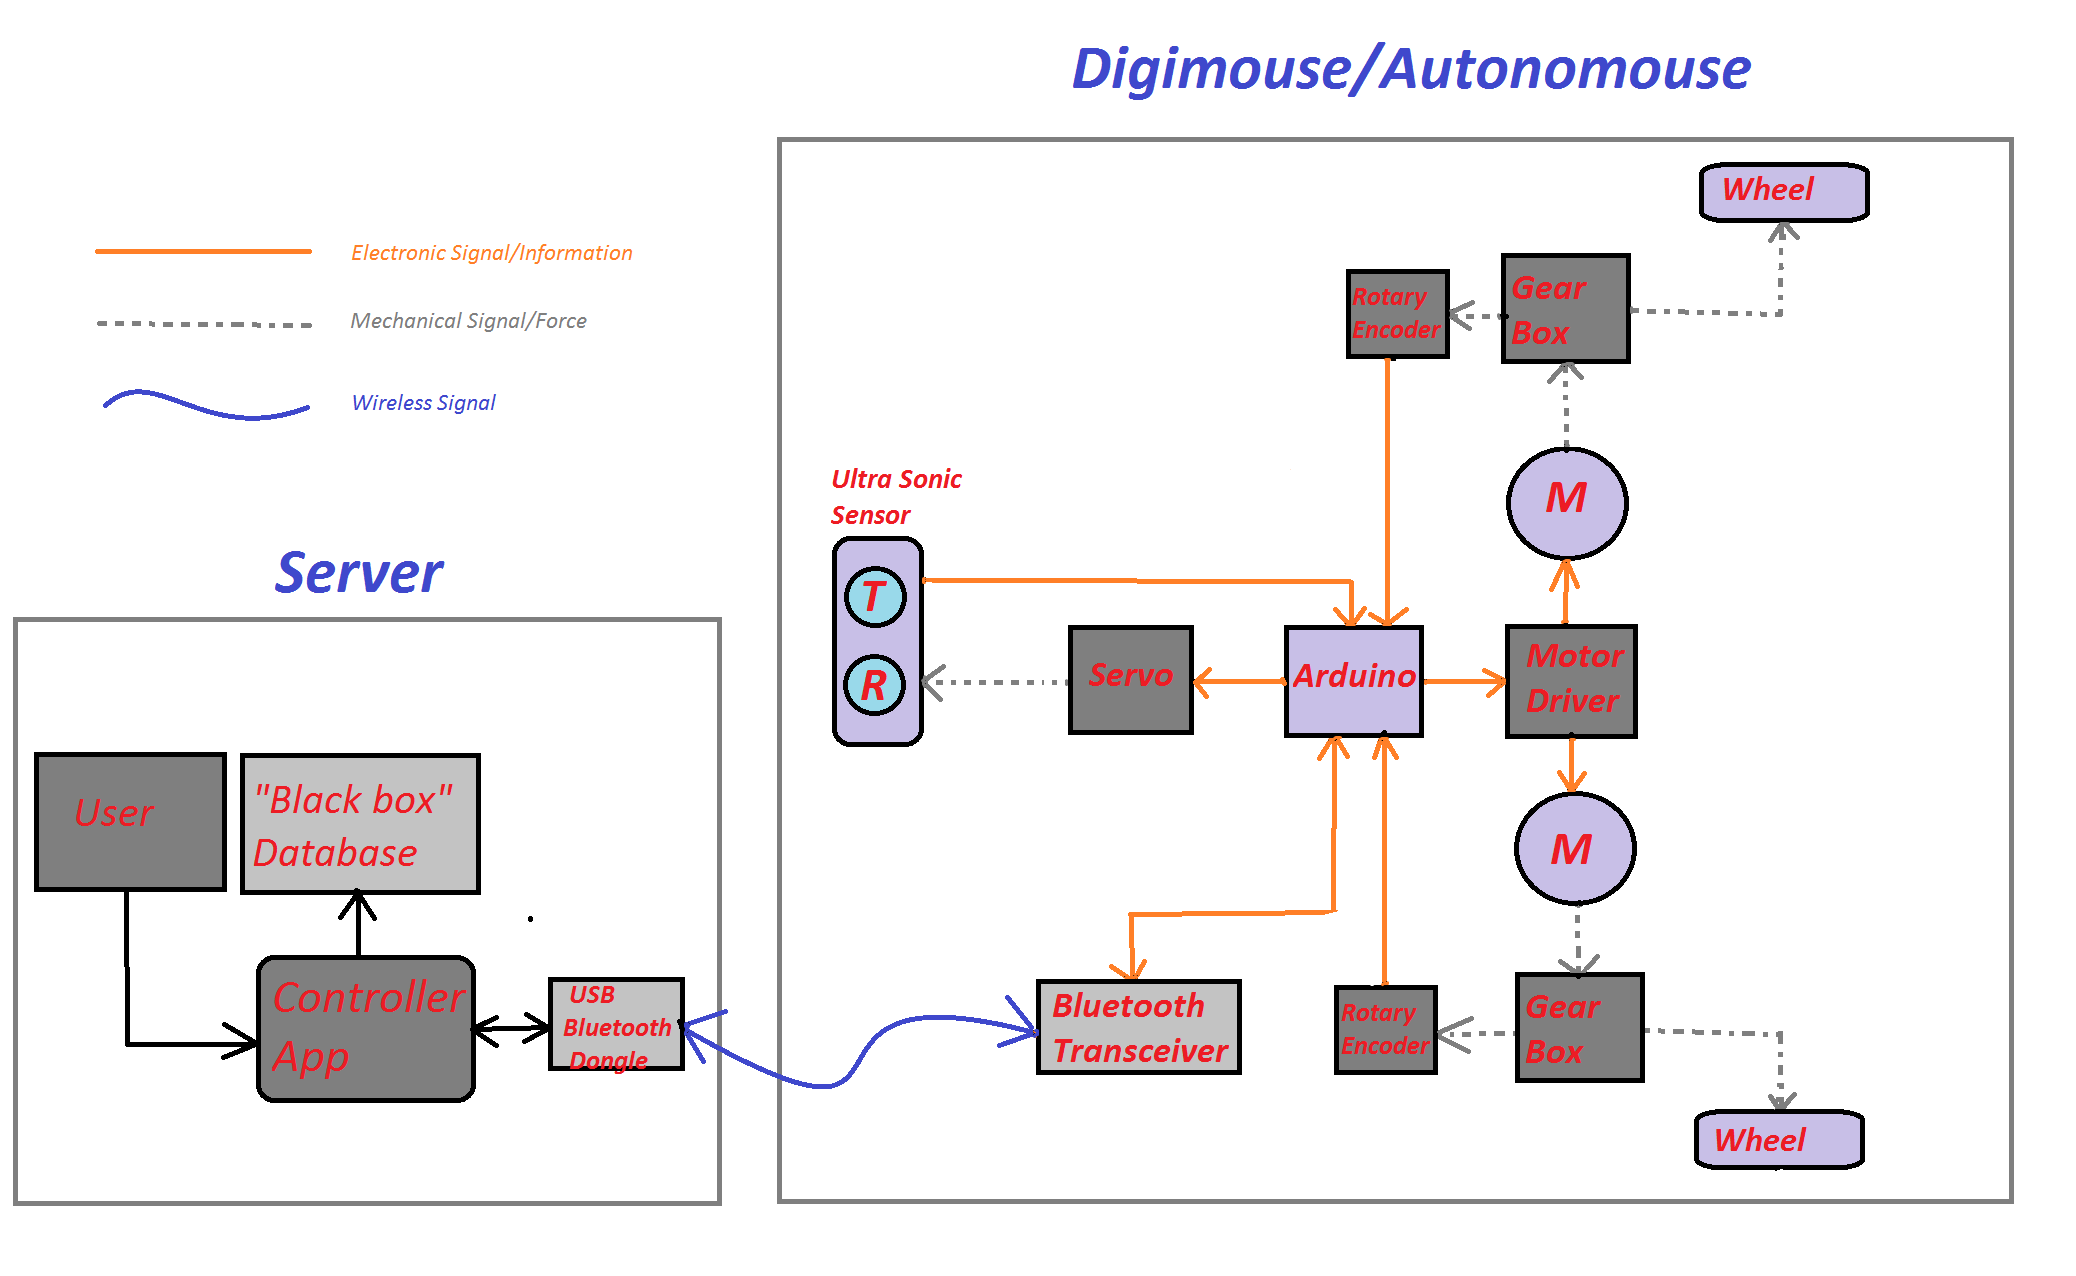 Digimouse/Autonomouse
Electronic Signal/Information
Mechanical Signal/Force
Wireless Signal
Server
User
"Black box"
Database
Controller
App
USB
Bluetooth
Dongle
Ultra Sonic
Sensor
T
R
Servo
Arduino
Motor
Driver
M
M
Rotary
Encoder
Gear
Box
Wheel
Bluetooth
Transceiver
Rotary
Encoder
Gear
Box
Wheel